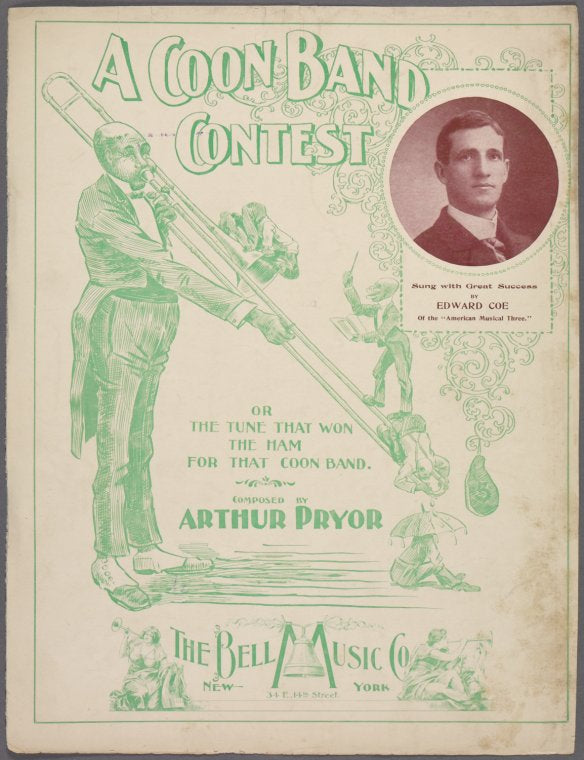 A COON BAND
CONTEST
Sung with Great Success
BY
EDWARD COE
Of the "American Musical Three."
OR
THE TUNE THAT WON
THE HAM
FOR THAT COON BAND.
COMPOSED BY
ARTHUR PRYOR
THE BELL MUSIC CO
NEW YORK
34 E. 14th Street